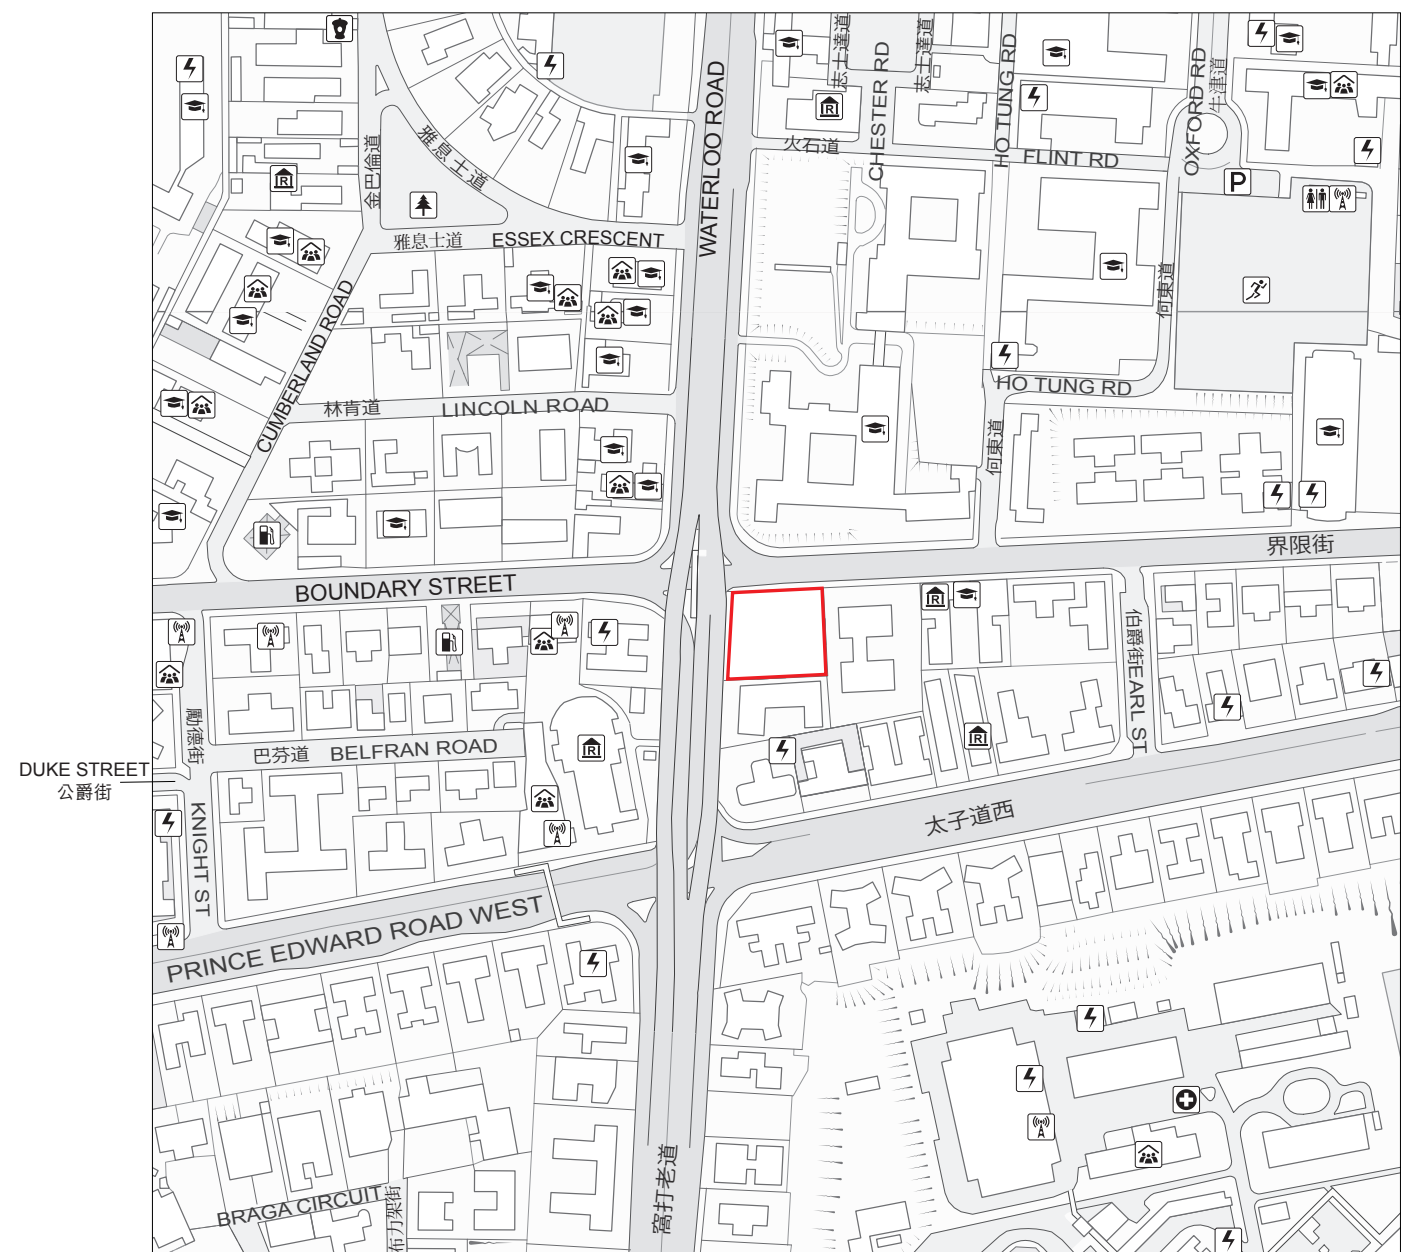 志士達道
志士達道
CHESTER RD
HO TUNG RD
OXFORD RD
牛津道
WATERLOO ROAD
火石道
FLINT RD
P
金巴倫道
雅息士道
雅息士道
ESSEX CRESCENT
何東道
CUMBERLAND ROAD
HO TUNG RD
林肯道
LINCOLN ROAD
何東道
界限街
BOUNDARY STREET
伯爵街
EARL ST
勵德街
巴芬道
BELFRAN ROAD
DUKE STREET
公爵街
KNIGHT ST
太子道西
PRINCE EDWARD ROAD WEST
窩打老道
BRAGA CIRCUIT
布力架街
R
R
R
R
R